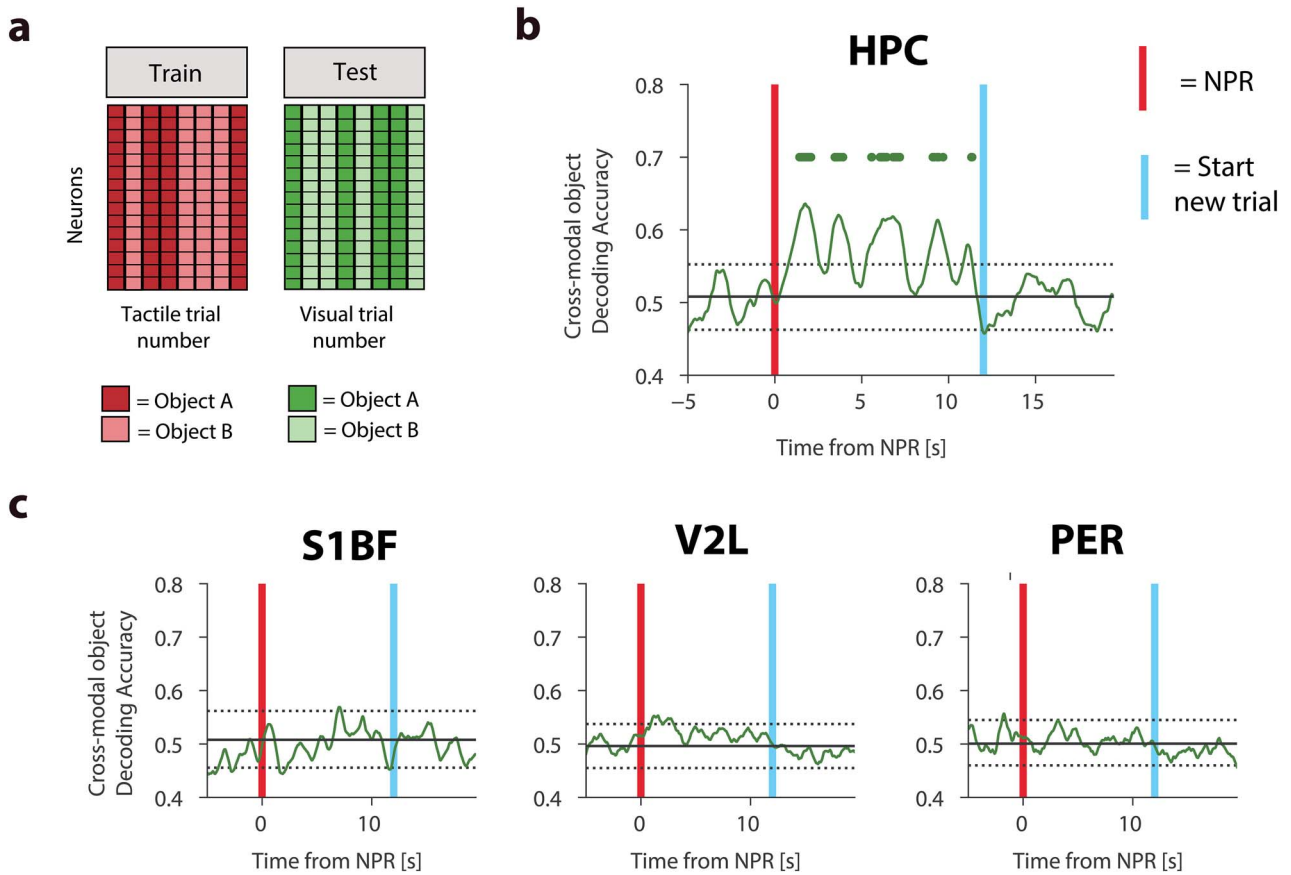 a
Train
Test
Neurons
Tactile trial
number
Visual trial
number
= Object A
= Object B
= Object A
= Object B
b
HPC
Cross-modal object
Decoding Accuracy
0.8
0.7
0.6
0.5
0.4
−5
0
5
10
15
Time from NPR [s]
= NPR
= Start
new trial
c
S1BF
Cross-modal object
Decoding Accuracy
0.8
0.7
0.6
0.5
0.4
0
10
Time from NPR [s]
V2L
0.8
0.7
0.6
0.5
0.4
0
10
Time from NPR [s]
PER
0.8
0.7
0.6
0.5
0.4
0
10
Time from NPR [s]